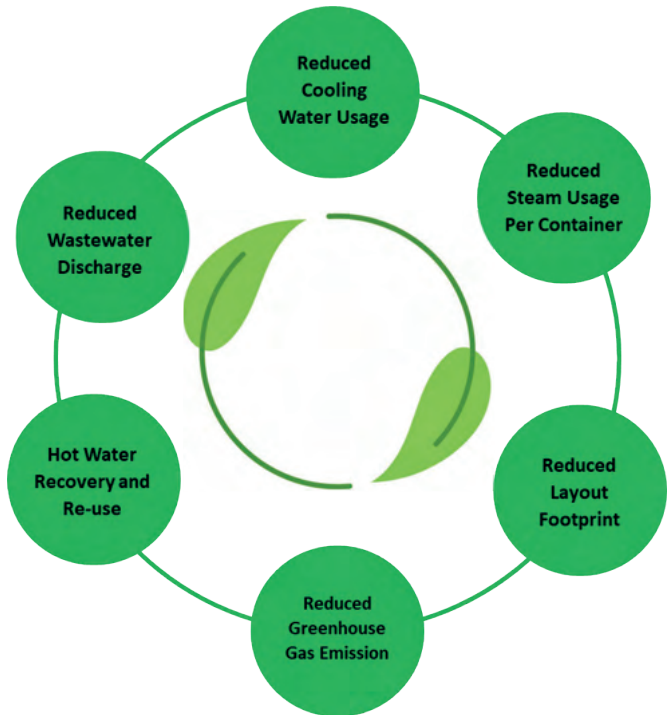 Reduced
Cooling
Water Usage
Reduced
Steam Usage
Per Container
Reduced
Layout
Footprint
Reduced
Greenhouse
Gas Emission
Hot Water
Recovery and
Re-use
Reduced
Wastewater
Discharge